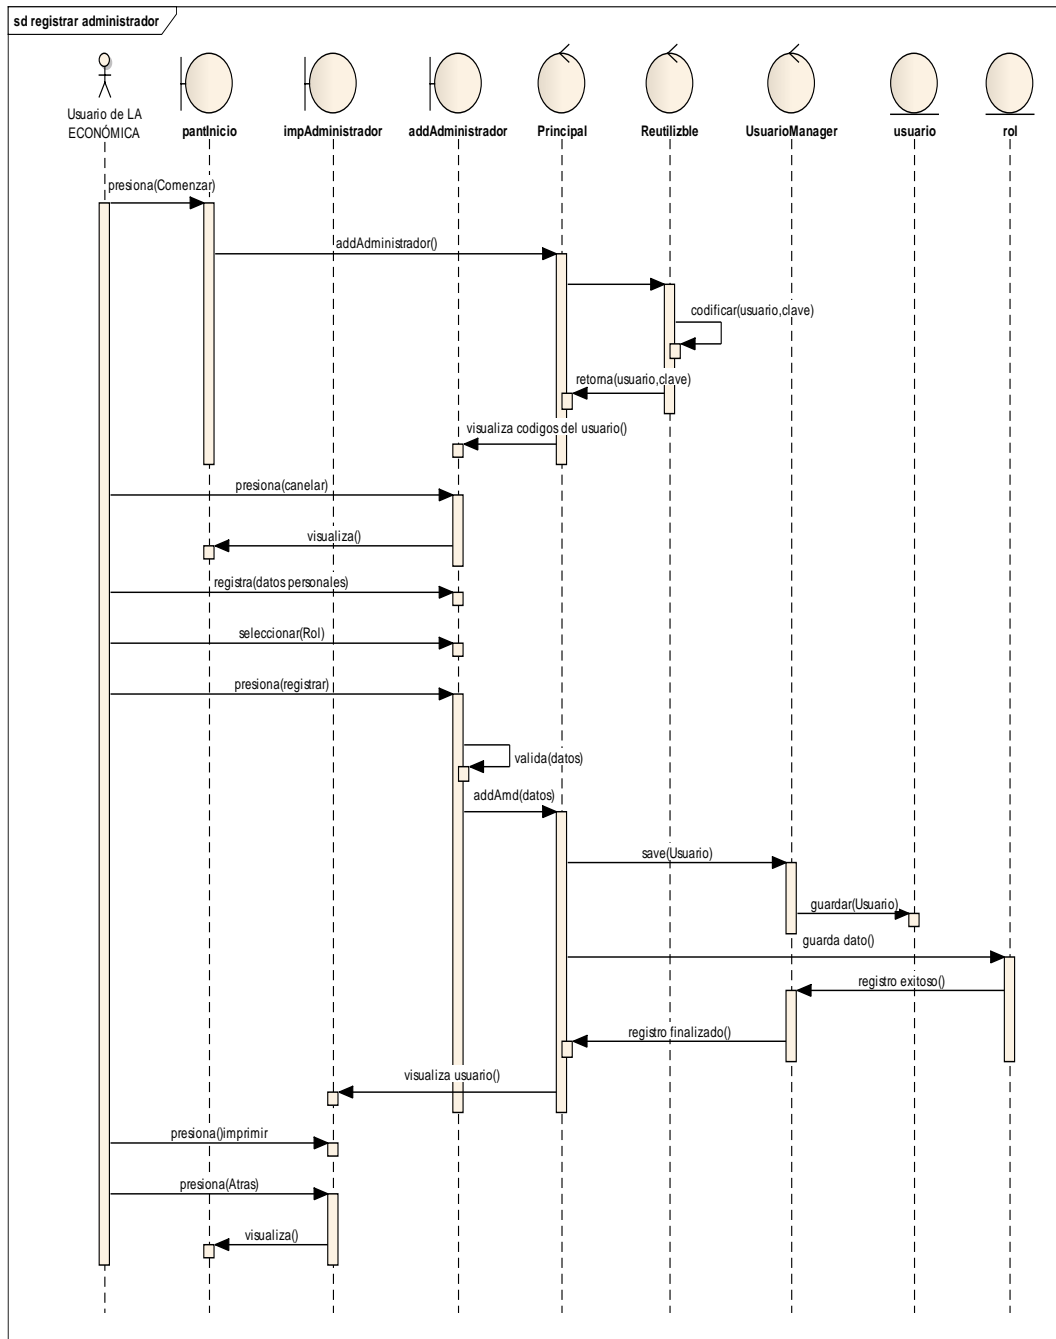 sd registrar administrador
Usuario de LA
ECONÓMICA
pantInicio
impAdministrador
addAdministrador
Principal
Reutilizble
UsuarioManager
usuario
rol
presiona(Comenzar)
addAdministrador()
codificar(usuario,clave)
retorna(usuario,clave)
visualiza codigos del usuario()
presiona(canelar)
visualiza()
registra(datos personales)
seleccionar(Rol)
presiona(registrar)
valida(datos)
addAmd(datos)
save(Usuario)
guardar(Usuario)
guarda dato()
registro exitoso()
registro finalizado()
visualiza usuario()
presiona()imprimir
presiona(Atras)
visualiza()